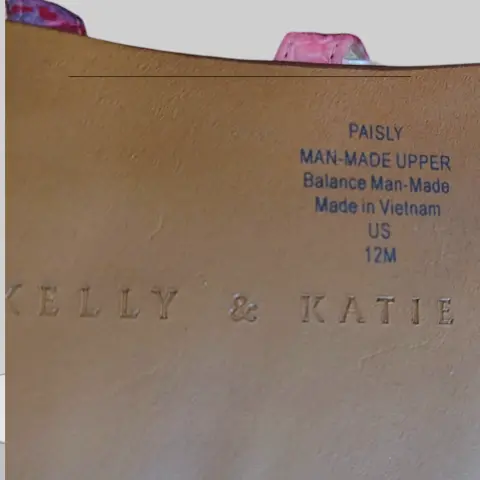 PAISLY
MAN-MADE UPPER
Balance Man-Made
Made in Vietnam
US
12M
KELLY & KATIE